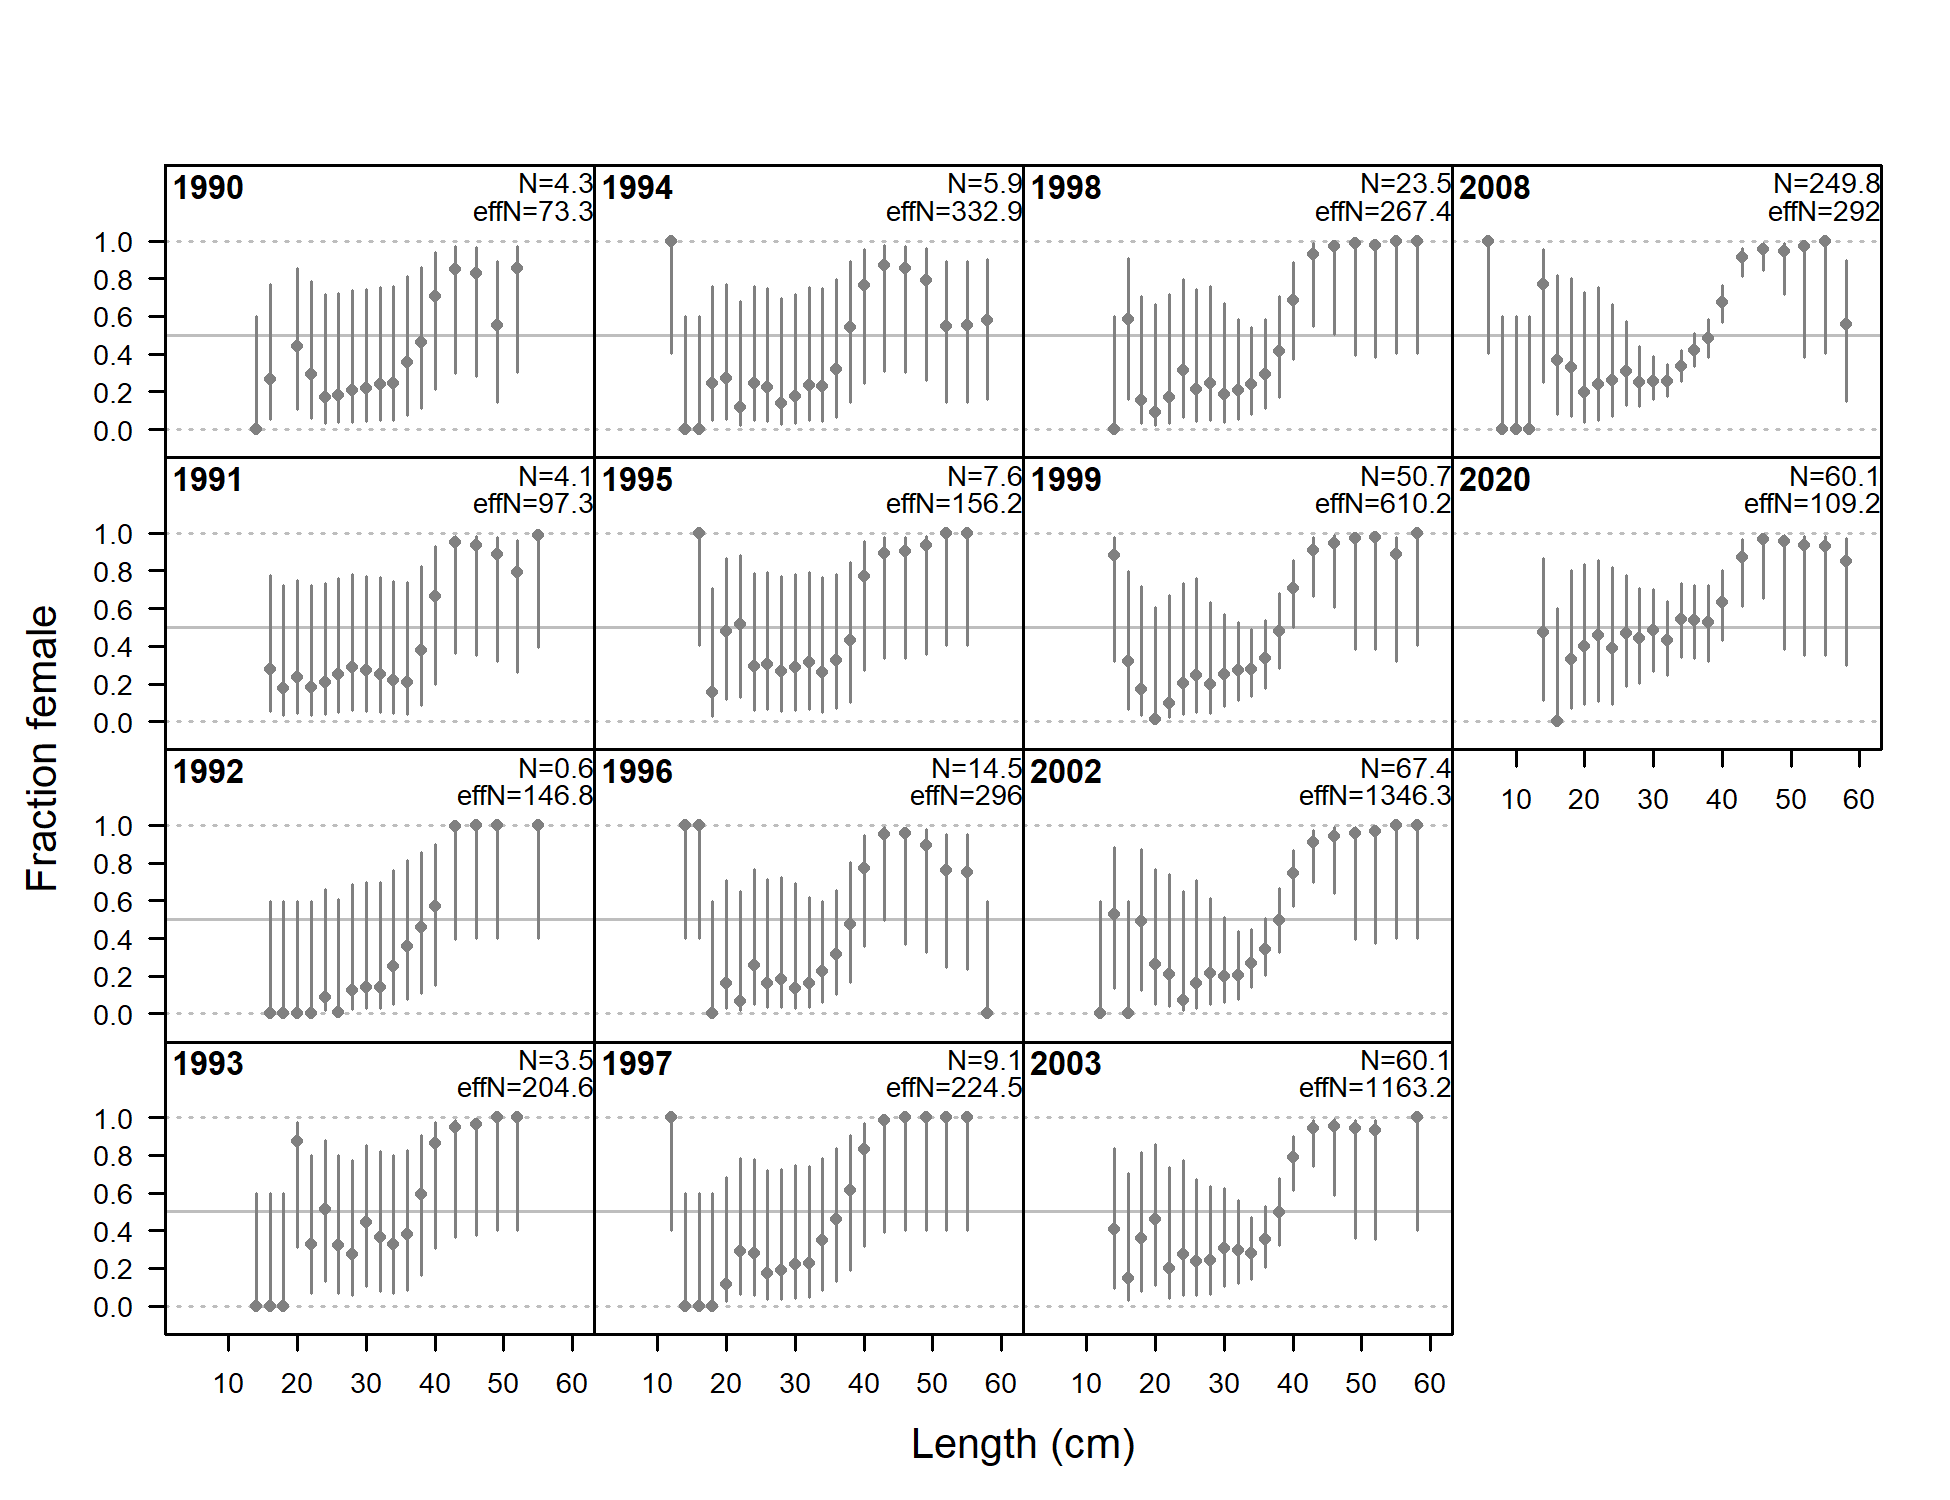 1990
N=4.3
effN=73.3
1994
N=5.9
effN=332.9
1998
N=23.5
effN=267.4
2008
N=249.8
effN=292
1.0
0.8
0.6
0.4
0.2
0.0
1991
N=4.1
effN=97.3
1995
N=7.6
effN=156.2
1999
N=50.7
effN=610.2
2020
N=60.1
effN=109.2
1.0
0.8
0.6
0.4
0.2
0.0
10 20 30 40 50 60
1992
N=0.6
effN=146.8
1996
N=14.5
effN=296
2002
N=67.4
effN=1346.3
1.0
0.8
0.6
0.4
0.2
0.0
1993
N=3.5
effN=204.6
1997
N=9.1
effN=224.5
2003
N=60.1
effN=1163.2
1.0
0.8
0.6
0.4
0.2
0.0
10 20 30 40 50 60
10 20 30 40 50 60
10 20 30 40 50 60
Fraction female
Length (cm)